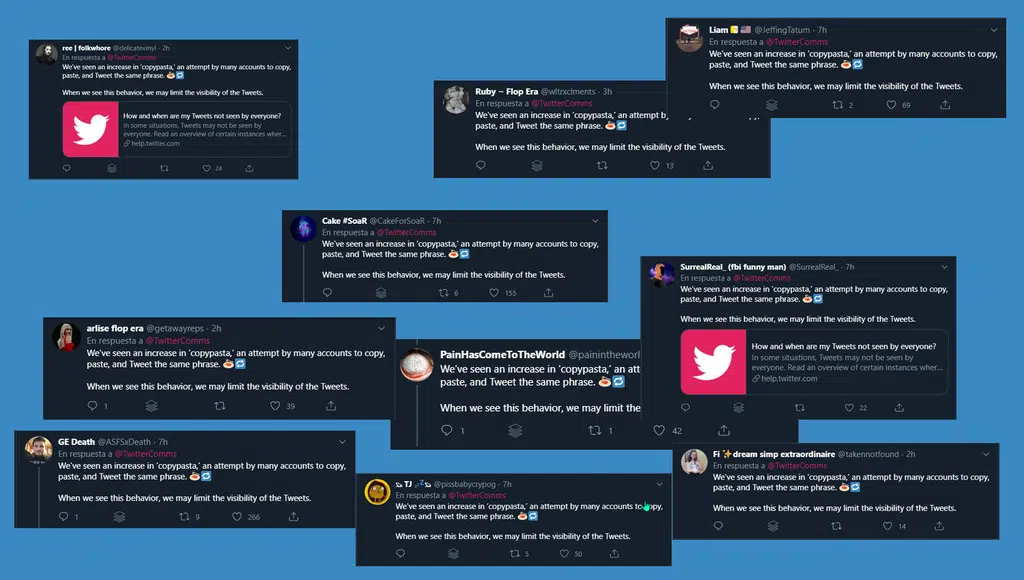 Liam 🟨🇺🇸 @JeffingTatum · 7h
En respuesta a @TwitterComms
We've seen an increase in 'copypasta,' an attempt by many accounts to copy,
paste, and Tweet the same phrase. 🍝🔁
When we see this behavior, we may limit the visibility of the Tweets.
2 69
ree | folkwhore @delicatevinyl · 2h
En respuesta a @TwitterComms
We've seen an increase in 'copypasta,' an attempt by many accounts to copy,
paste, and Tweet the same phrase. 🍝🔁
When we see this behavior, we may limit the visibility of the Tweets.
How and when are my Tweets not seen by everyone?
In some situations, Tweets may not be seen by
everyone. Read an overview of certain instances wher...
help.twitter.com
24
Ruby ~ Flop Era @wltrxclments · 3h
En respuesta a @TwitterComms
We've seen an increase in 'copypasta,' an attempt by
paste, and Tweet the same phrase. 🍝🔁
When we see this behavior, we may limit the visibility of the Tweets.
13
Cake #SoaR @CakeForSoaR · 7h
En respuesta a @TwitterComms
We've seen an increase in 'copypasta,' an attempt by many accounts to copy,
paste, and Tweet the same phrase. 🍝🔁
When we see this behavior, we may limit the visibility of the Tweets.
6 155
SurrealReal_ (fbi funny man) @SurrealReal_ · 7h
En respuesta a @TwitterComms
We've seen an increase in 'copypasta,' an attempt by many accounts to copy,
paste, and Tweet the same phrase. 🍝🔁
When we see this behavior, we may limit the visibility of the Tweets.
How and when are my Tweets not seen by everyone?
In some situations, Tweets may not be seen by
everyone. Read an overview of certain instances wher...
help.twitter.com
22
arlise flop era @getawayreps · 2h
En respuesta a @TwitterComms
We've seen an increase in 'copypasta,' an attempt by many accounts to copy,
paste, and Tweet the same phrase. 🍝🔁
When we see this behavior, we may limit the visibility of the Tweets.
1 39
PainHasComeToTheWorld @painintheworl
We've seen an increase in 'copypasta,' an att
paste, and Tweet the same phrase. 🍝🔁
When we see this behavior, we may limit the
1 1 42
GE Death @ASFSxDeath · 7h
En respuesta a @TwitterComms
We've seen an increase in 'copypasta,' an attempt by many accounts to copy,
paste, and Tweet the same phrase. 🍝🔁
When we see this behavior, we may limit the visibility of the Tweets.
1 9 266
TJ 💤 @pissbabycrypog · 7h
En respuesta a @TwitterComms
We've seen an increase in 'copypasta,' an attempt by many accounts to copy,
paste, and Tweet the same phrase. 🍝🔁
When we see this behavior, we may limit the visibility of the Tweets.
5 50
Fi ✨dream simp extraordinaire @takennotfound · 2h
En respuesta a @TwitterComms
We've seen an increase in 'copypasta,' an attempt by many accounts to copy,
paste, and Tweet the same phrase. 🍝🔁
When we see this behavior, we may limit the visibility of the Tweets.
14